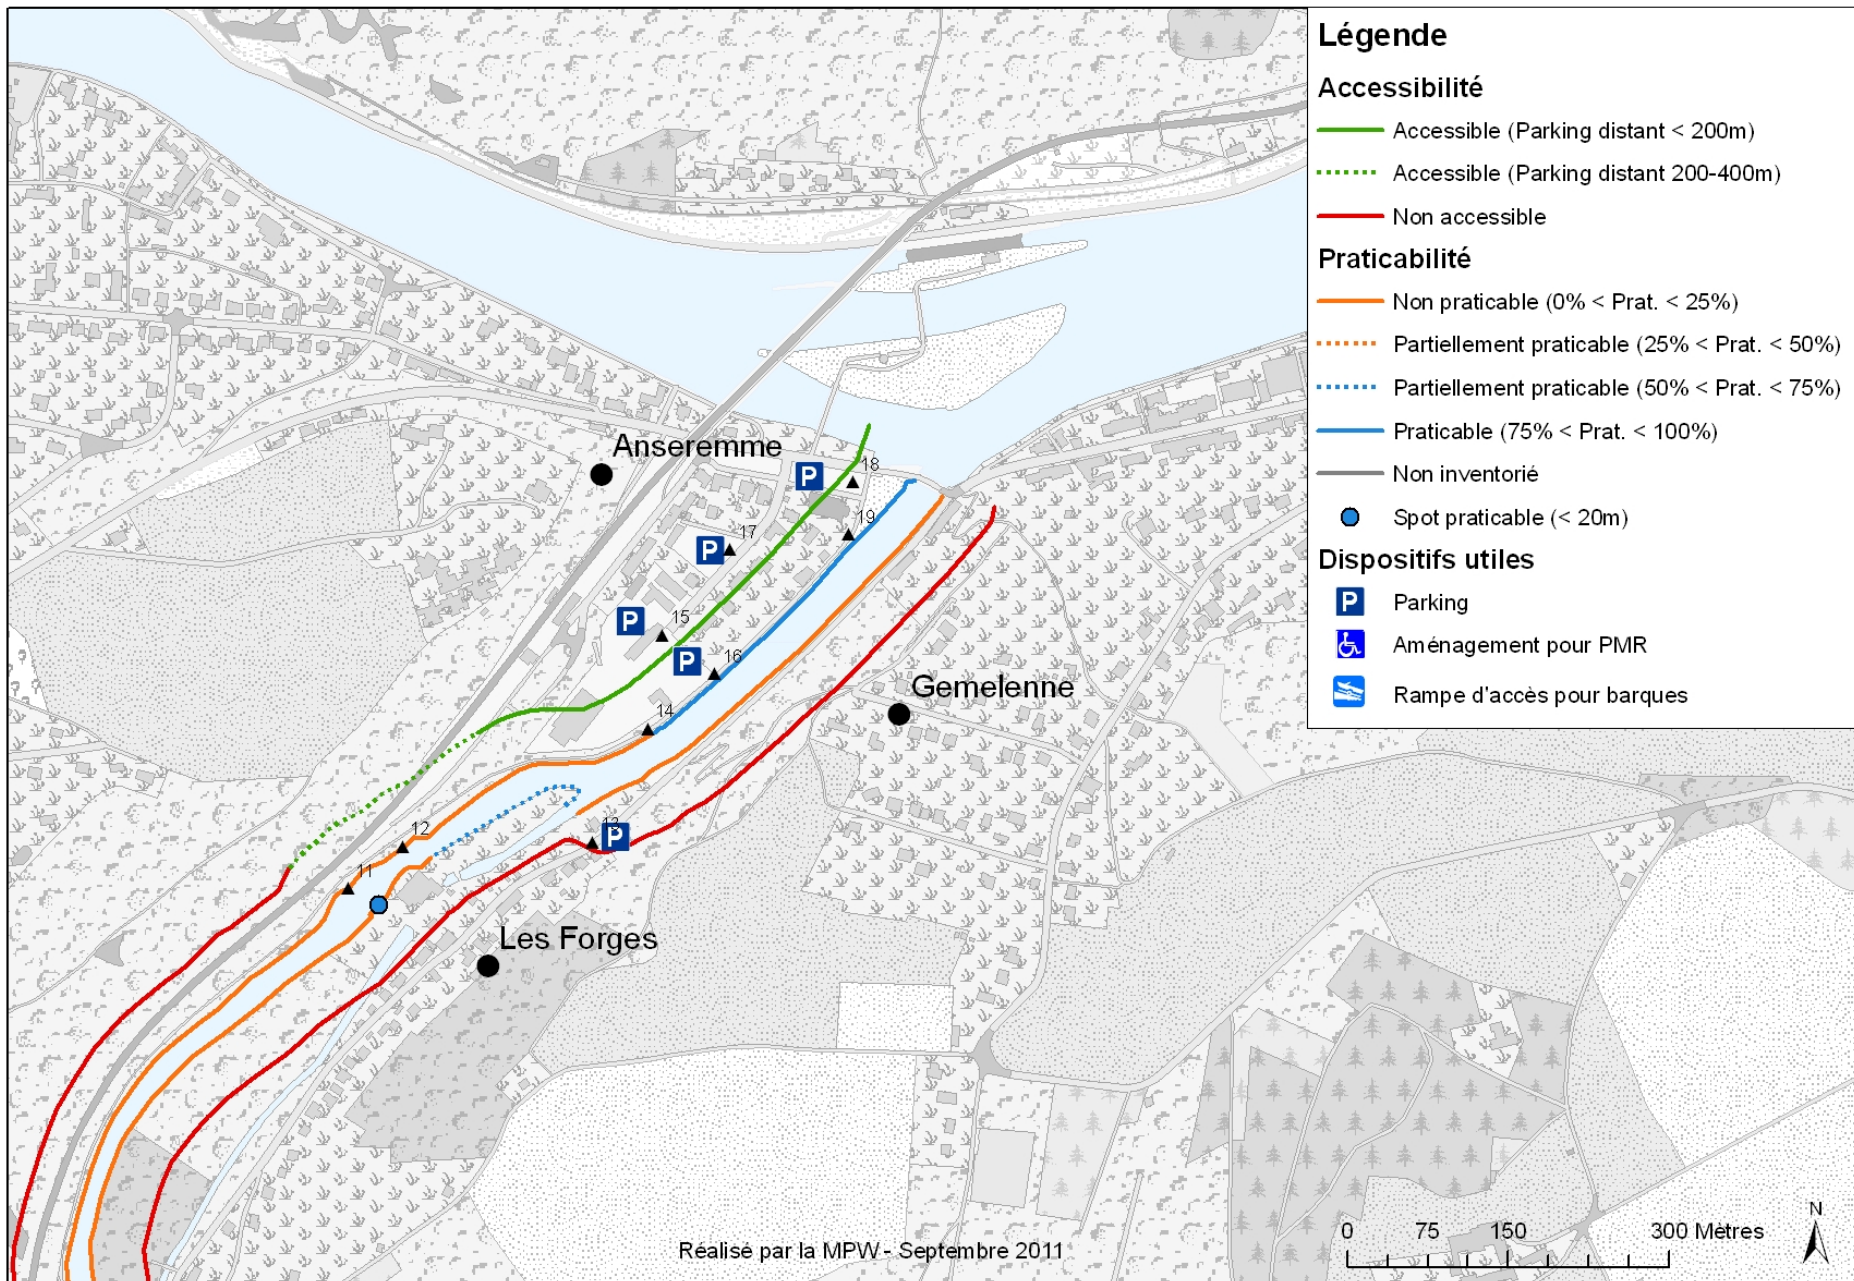 Légende
Accessibilité
Accessible (Parking distant < 200m)
Accessible (Parking distant 200-400m)
Non accessible
Praticabilité
Non praticable (0% < Prat. < 25%)
Partiellement praticable (25% < Prat. < 50%)
Partiellement praticable (50% < Prat. < 75%)
Praticable (75% < Prat. < 100%)
Non inventorié
Spot praticable (< 20m)
Dispositifs utiles
P Parking
Aménagement pour PMR
Rampe d'accès pour barques
Anseremme
18
P
19
17
P
15
P
16
P
Gemelenne
14
12
13
P
11
Les Forges
N
0 75 150 300 Mètres
Réalisé par la MPW - Septembre 2011